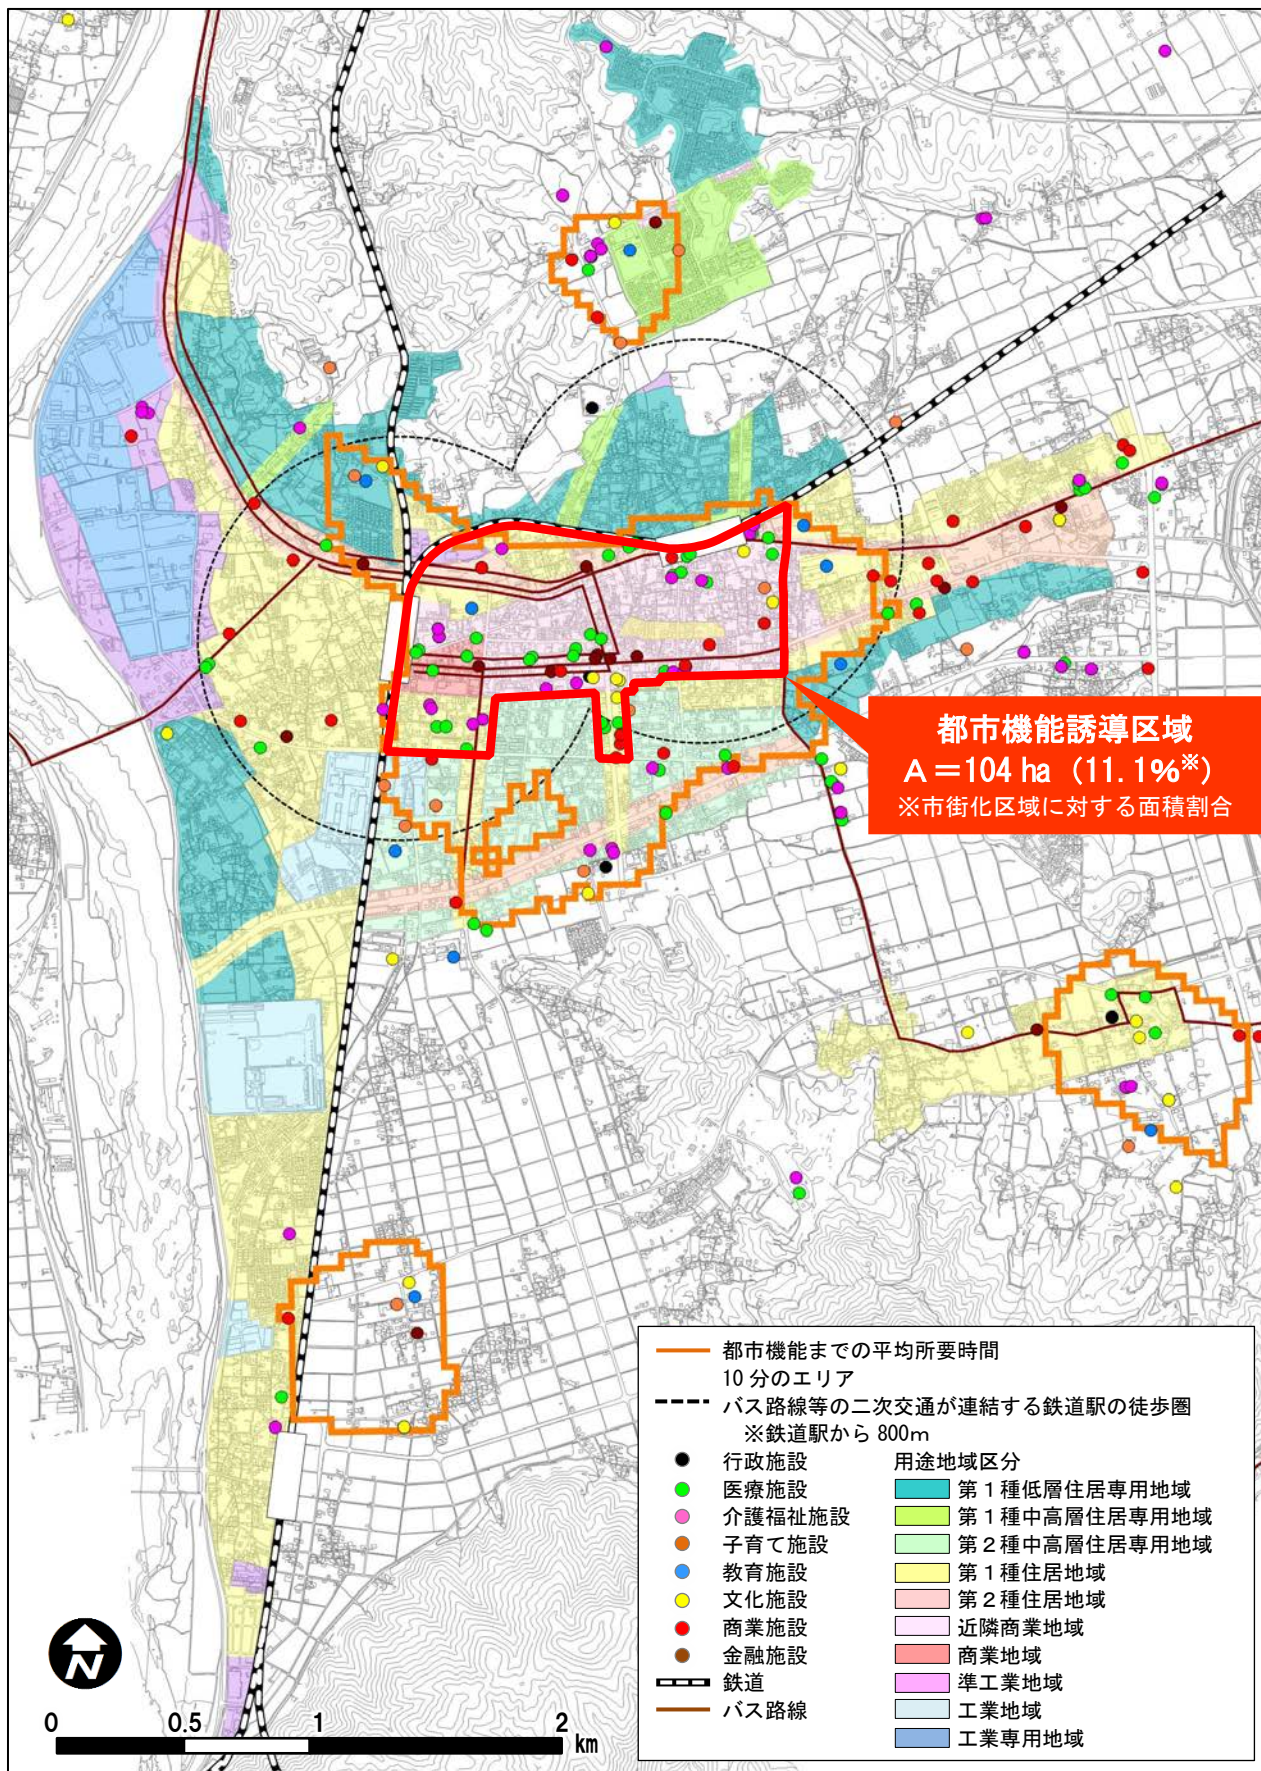 都市機能誘導区域
A=104 ha（11.1%※）
※市街化区域に対する面積割合
都市機能までの平均所要時間
10 分のエリア
バス路線等の二次交通が連結する鉄道駅の徒歩圏
※鉄道駅から 800m
行政施設
医療施設
介護福祉施設
子育て施設
教育施設
文化施設
商業施設
金融施設
鉄道
バス路線
用途地域区分
第１種低層住居専用地域
第１種中高層住居専用地域
第２種中高層住居専用地域
第１種住居地域
第２種住居地域
近隣商業地域
商業地域
準工業地域
工業地域
工業専用地域
N
0 0.5 1 2 km